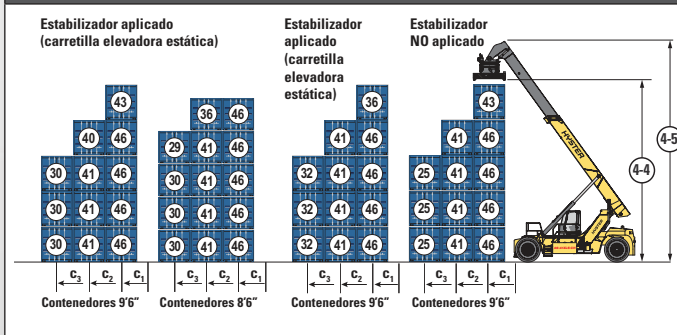 Estabilizador aplicado
(carretilla elevadora estática)
Estabilizador
aplicado
(carretilla
elevadora
estática)
Estabilizador
NO aplicado
43
40 46
30 41 46
30 41 46
30 41 46
c3 c2 c1
Contenedores 9'6"
36 46
29 41 46
30 41 46
30 41 46
30 41 46
c3 c2 c1
Contenedores 8'6"
36
41 46
32 41 46
32 41 46
32 41 46
c3 c2 c1
Contenedores 9'6"
43
41 46
25 41 46
25 41 46
25 41 46
c3 c2 c1
Contenedores 9'6"
HYSTER
4-5
4-4